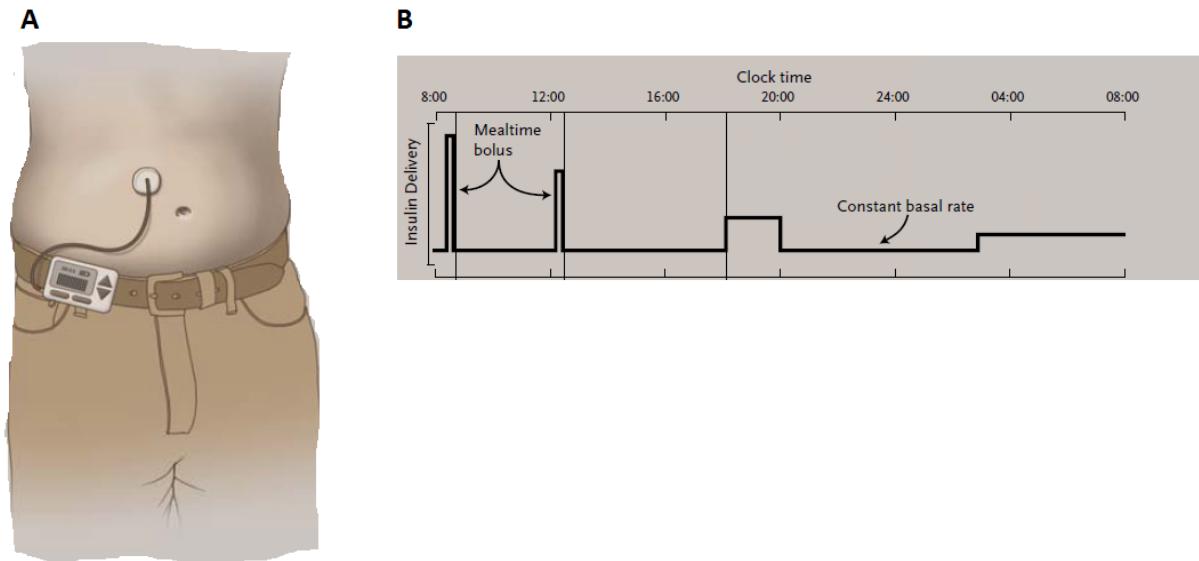 A
B
Clock time
8:00 12:00 16:00 20:00 24:00 04:00 08:00
Insulin Delivery
Mealtime
bolus
Constant basal rate